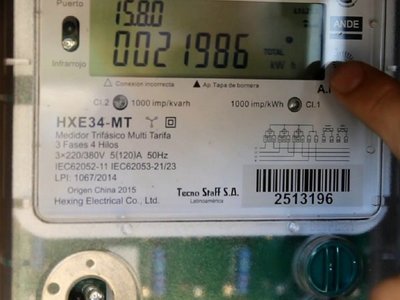 Puerto
15.8.0
ANDE
0021986
TOTAL
kW h
Infrarrojo
Conexion incorrecta
Ap Tapa de bornera
Cl.2 1000 imp/kvarh 1000 imp/kWh Cl.1
HXE34-MT
Medidor Trifásico Multi Tarifa
3 Fases 4 Hilos
3×220/380V 5(120)A 50Hz
IEC62052-11 IEC62053-21/23
LPI: 1067/2014
Origen China 2015
Hexing Electrical Co., Ltd.
Tecno Staff S.A.
Latinoamérica
2513196